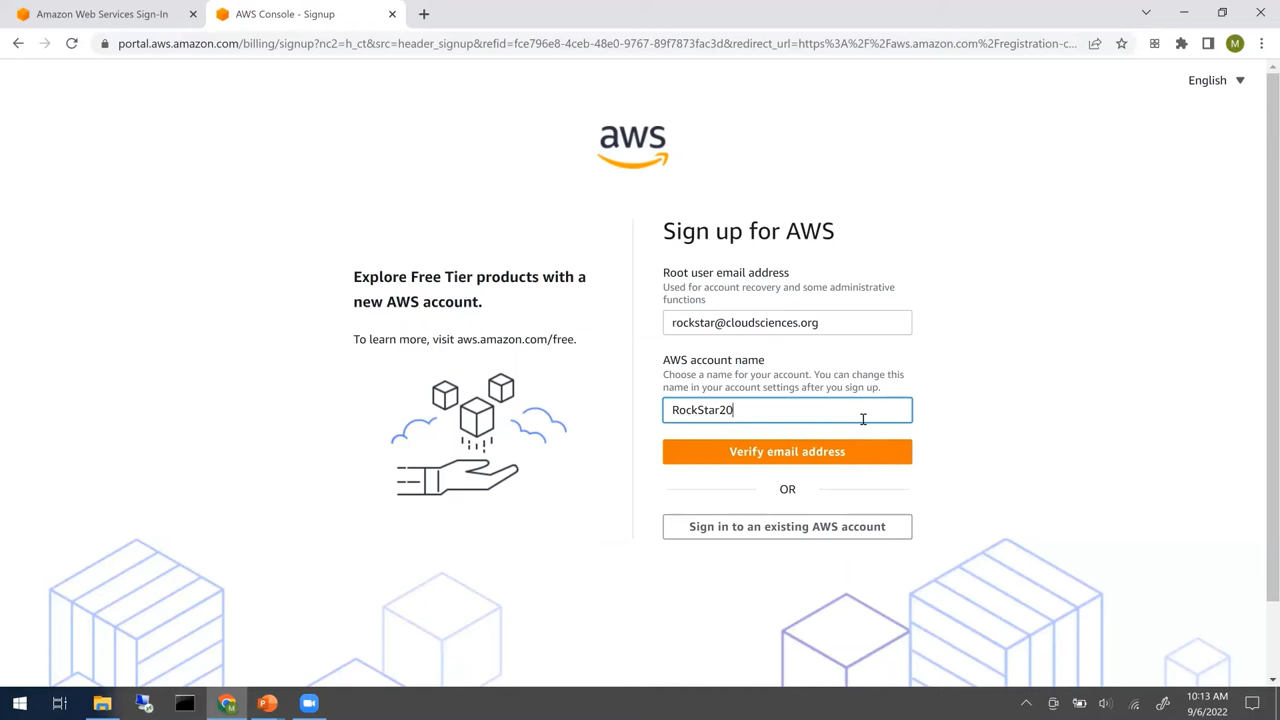 Amazon Web Services Sign-In
AWS Console - Signup
portal.aws.amazon.com/billing/signup?nc2=h_ct&src=header_signup&refid=fce796e8-4ceb-48e0-9767-89f7873fac3d&redirect_url=https%3A%2F%2Faws.amazon.com%2Fregistration-c...
M
English
aws
Explore Free Tier products with a
new AWS account.
To learn more, visit aws.amazon.com/free.
Sign up for AWS
Root user email address
Used for account recovery and some administrative
functions
rockstar@cloudsciences.org
AWS account name
Choose a name for your account. You can change this
name in your account settings after you sign up.
RockStar20
Verify email address
OR
Sign in to an existing AWS account
10:13 AM
9/6/2022